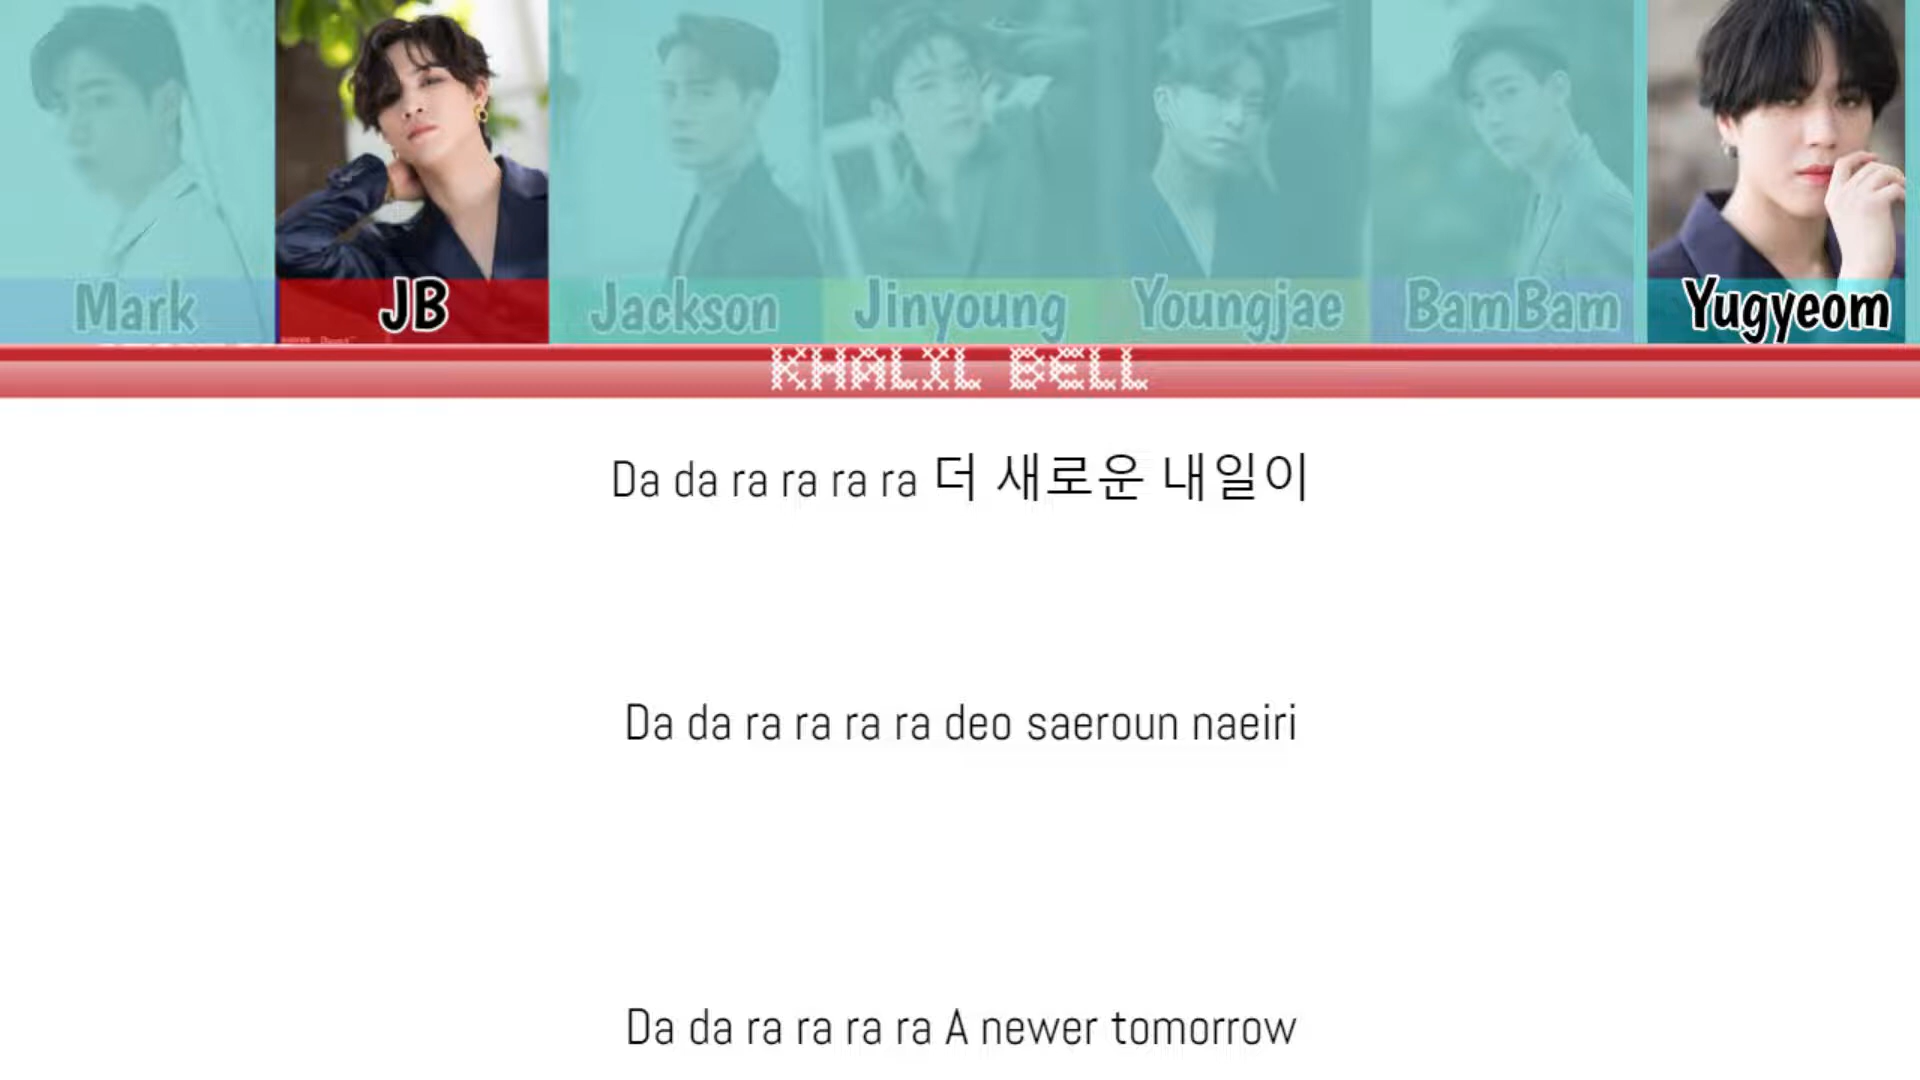 Mark JB Jackson Jinyoung Youngjae BamBam Yugyeom
KHALIL BELL
Da da ra ra ra ra 더 새로운 내일이
Da da ra ra ra ra deo saeroun naeiri
Da da ra ra ra ra A newer tomorrow